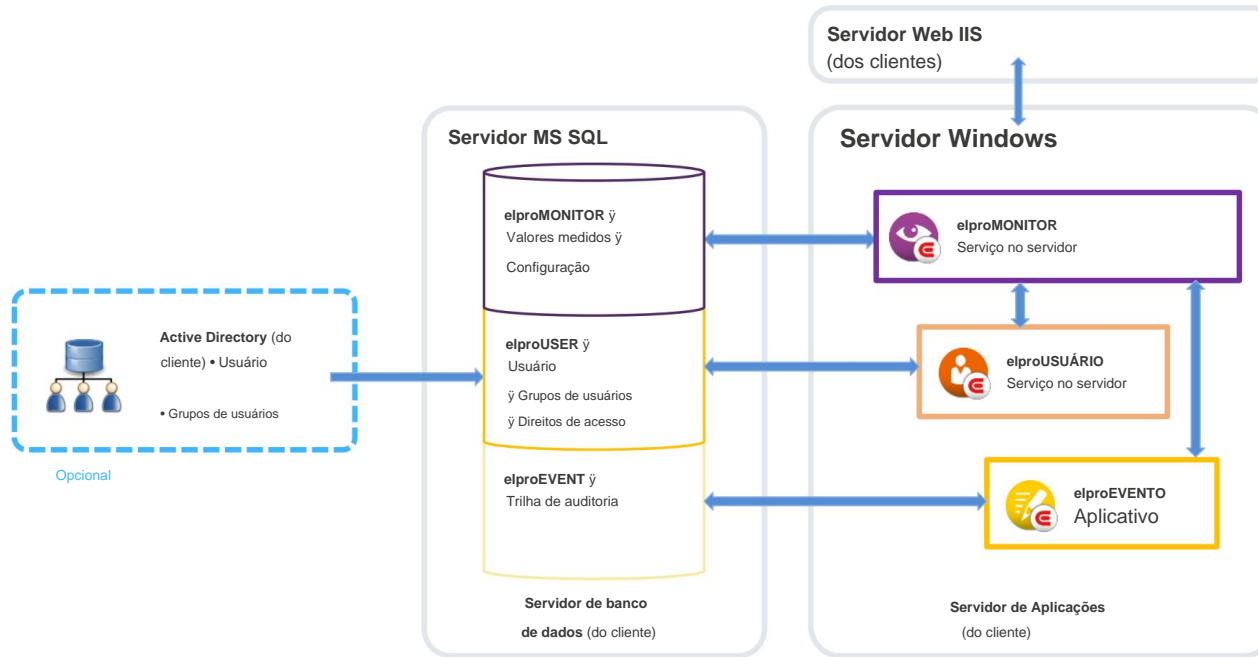 Servidor Web IIS
(dos clientes)
Servidor MS SQL
Servidor Windows
elproMONITOR ÿ
Valores medidos ÿ
Configuração
elproMONITOR
Serviço no servidor
Active Directory (do
cliente) • Usuário
• Grupos de usuários
Opcional
elproUSER ÿ
Usuário
ÿ Grupos de usuários
ÿ Direitos de acesso
elproUSUÁRIO
Serviço no servidor
elproEVENT ÿ
Trilha de auditoria
elproEVENTO
Aplicativo
Servidor de banco
de dados (do cliente)
Servidor de Aplicações
(do cliente)